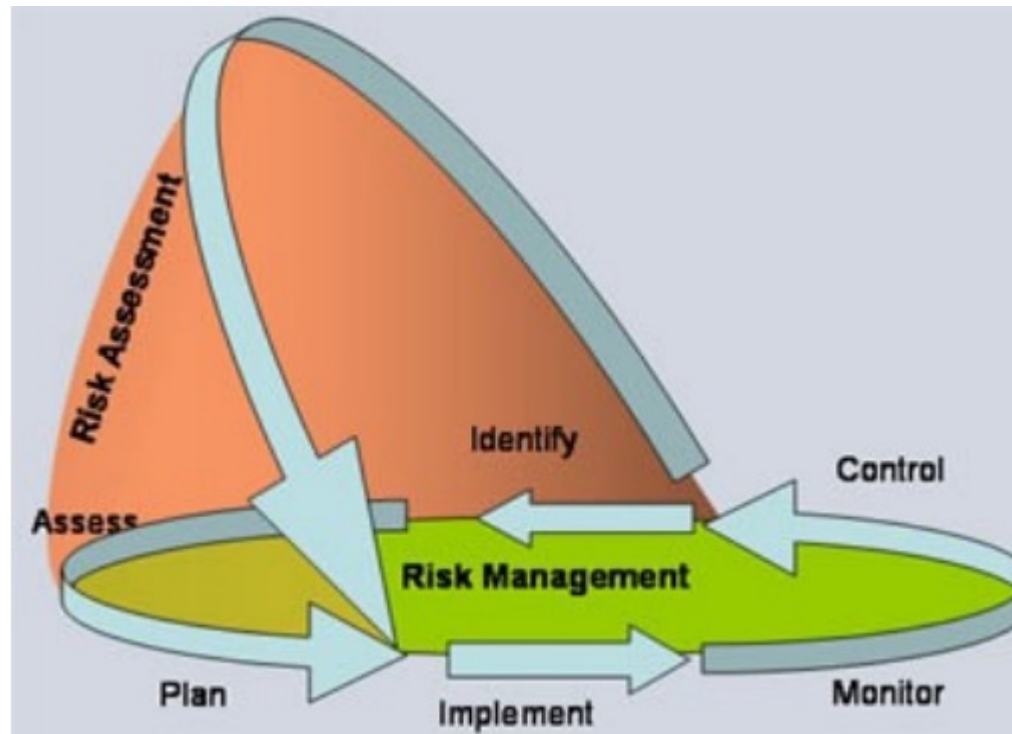 Risk Assessment
Identify
Control
Assess
Risk Management
Plan
Implement
Monitor